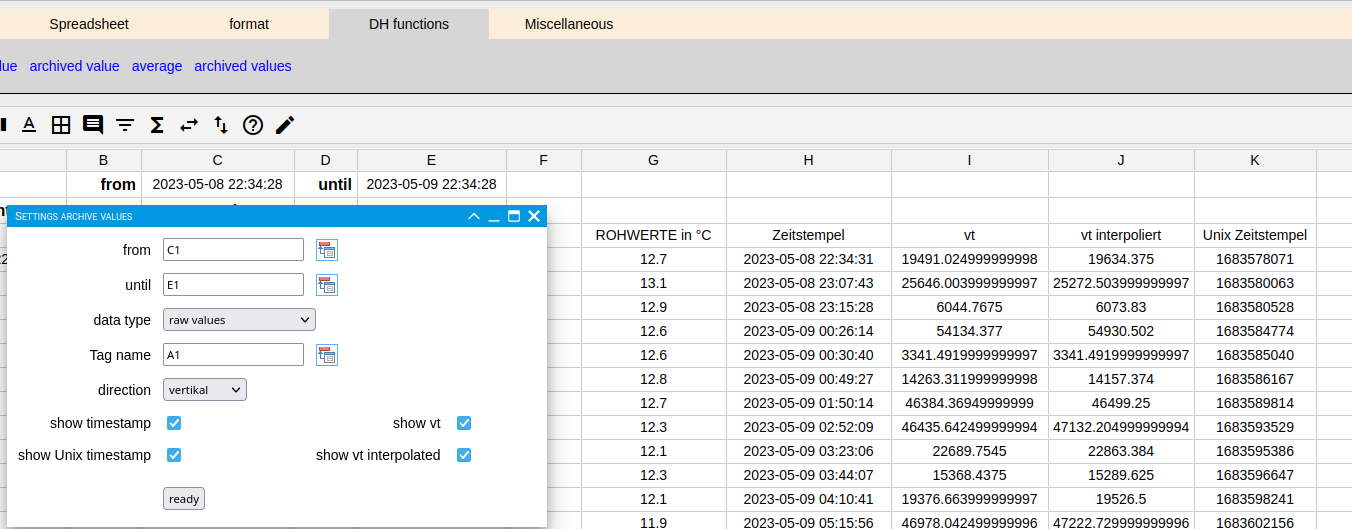 Spreadsheet format DH functions Miscellaneous
lue archived value average archived values
A Σ ?
B C D E F G H I J K
from 2023-05-08 22:34:28 until 2023-05-09 22:34:28
SETTINGS ARCHIVE VALUES
from C1
until E1
data type raw values
Tag name A1
direction vertikal
show timestamp show vt
show Unix timestamp show vt interpolated
ready
ROHWERTE in °C Zeitstempel vt vt interpoliert Unix Zeitstempel
12.7 2023-05-08 22:34:31 19491.024999999998 19634.375 1683578071
13.1 2023-05-08 23:07:43 25646.003999999997 25272.503999999997 1683580063
12.9 2023-05-08 23:15:28 6044.7675 6073.83 1683580528
12.6 2023-05-09 00:26:14 54134.377 54930.502 1683584774
12.6 2023-05-09 00:30:40 3341.4919999999997 3341.4919999999997 1683585040
12.8 2023-05-09 00:49:27 14263.311999999998 14157.374 1683586167
12.7 2023-05-09 01:50:14 46384.36949999999 46499.25 1683589814
12.3 2023-05-09 02:52:09 46435.642499999994 47132.204999999994 1683593529
12.1 2023-05-09 03:23:06 22689.7545 22863.384 1683595386
12.3 2023-05-09 03:44:07 15368.4375 15289.625 1683596647
12.1 2023-05-09 04:10:41 19376.663999999997 19526.5 1683598241
11.9 2023-05-09 05:15:56 46978.042499999996 47222.729999999996 1683602156